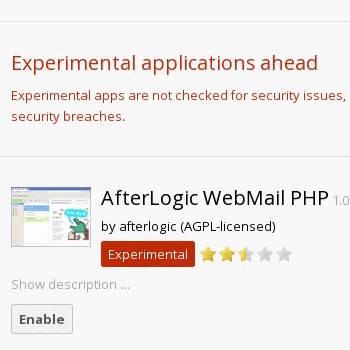 Experimental applications ahead
Experimental apps are not checked for security issues,
security breaches.
AfterLogic WebMail PHP 1.0
by afterlogic (AGPL-licensed)
Experimental
Show description ...
Enable